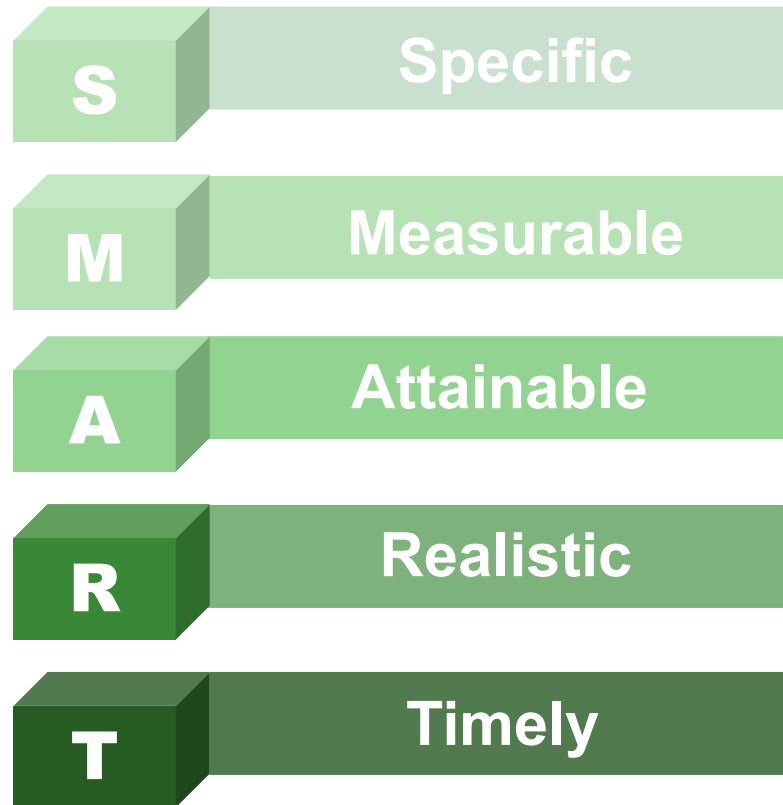 S Specific
M Measurable
A Attainable
R Realistic
T Timely